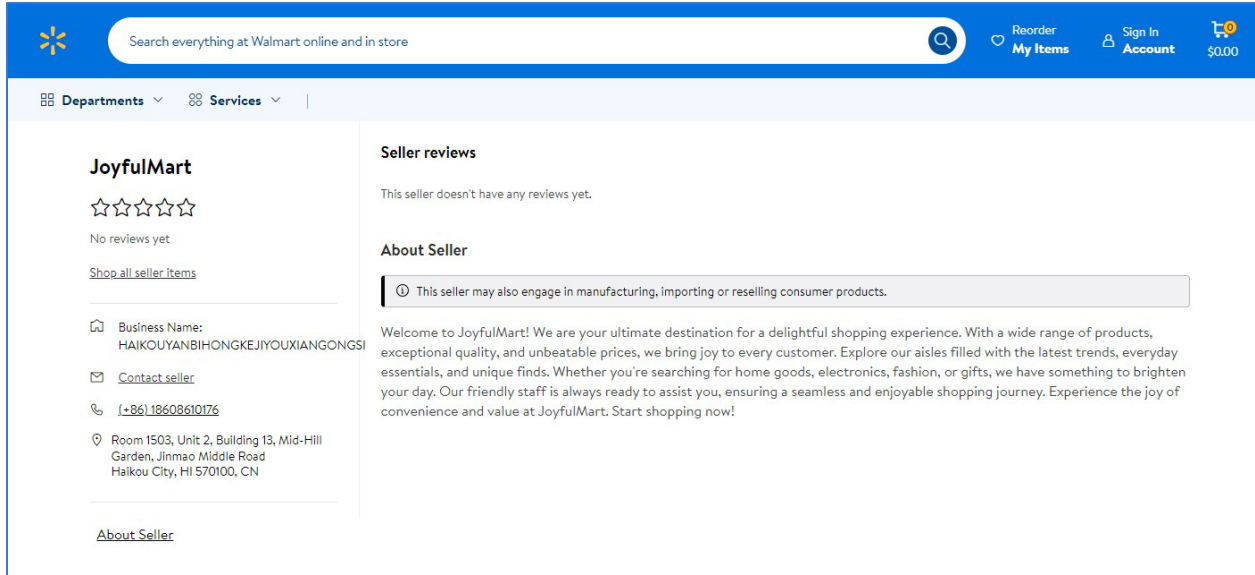 Search everything at Walmart online and in store
Reorder
My Items
Sign In
Account
0
$0.00
Departments
Services
JoyfulMart
No reviews yet
Shop all seller items
Business Name:
HAIKOUYANBIHONGKEJIYOUXIANGONGSI
Contact seller
(+86) 18608610176
Room 1503, Unit 2, Building 13, Mid-Hill
Garden, Jinmao Middle Road
Haikou City, HI 570100, CN
About Seller
Seller reviews
This seller doesn't have any reviews yet.
About Seller
This seller may also engage in manufacturing, importing or reselling consumer products.
Welcome to JoyfulMart! We are your ultimate destination for a delightful shopping experience. With a wide range of products,
exceptional quality, and unbeatable prices, we bring joy to every customer. Explore our aisles filled with the latest trends, everyday
essentials, and unique finds. Whether you're searching for home goods, electronics, fashion, or gifts, we have something to brighten
your day. Our friendly staff is always ready to assist you, ensuring a seamless and enjoyable shopping journey. Experience the joy of
convenience and value at JoyfulMart. Start shopping now!